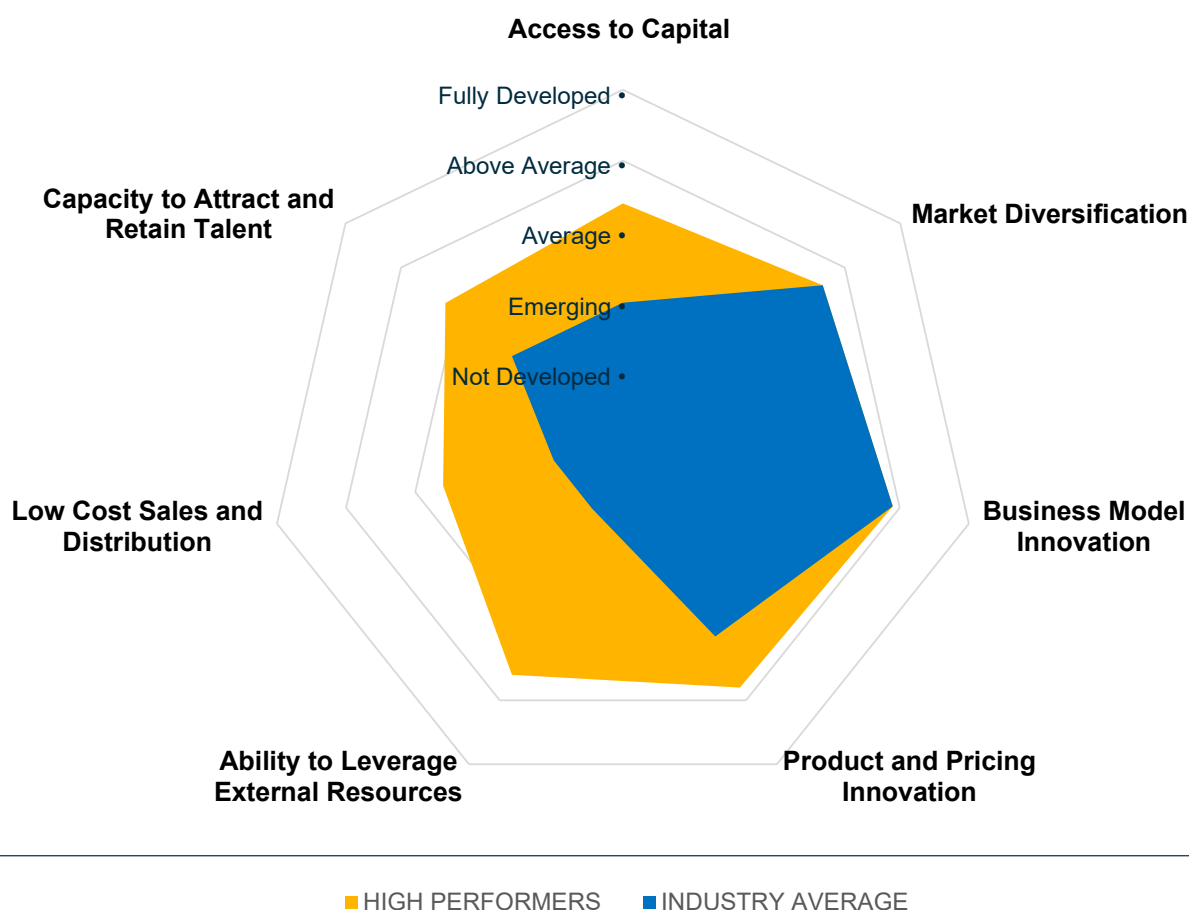 Access to Capital
Fully Developed •
Above Average •
Capacity to Attract and
Retain Talent
Market Diversification
Average •
Emerging •
Not Developed •
Low Cost Sales and
Distribution
Business Model
Innovation
Ability to Leverage
External Resources
Product and Pricing
Innovation
HIGH PERFORMERS
INDUSTRY AVERAGE